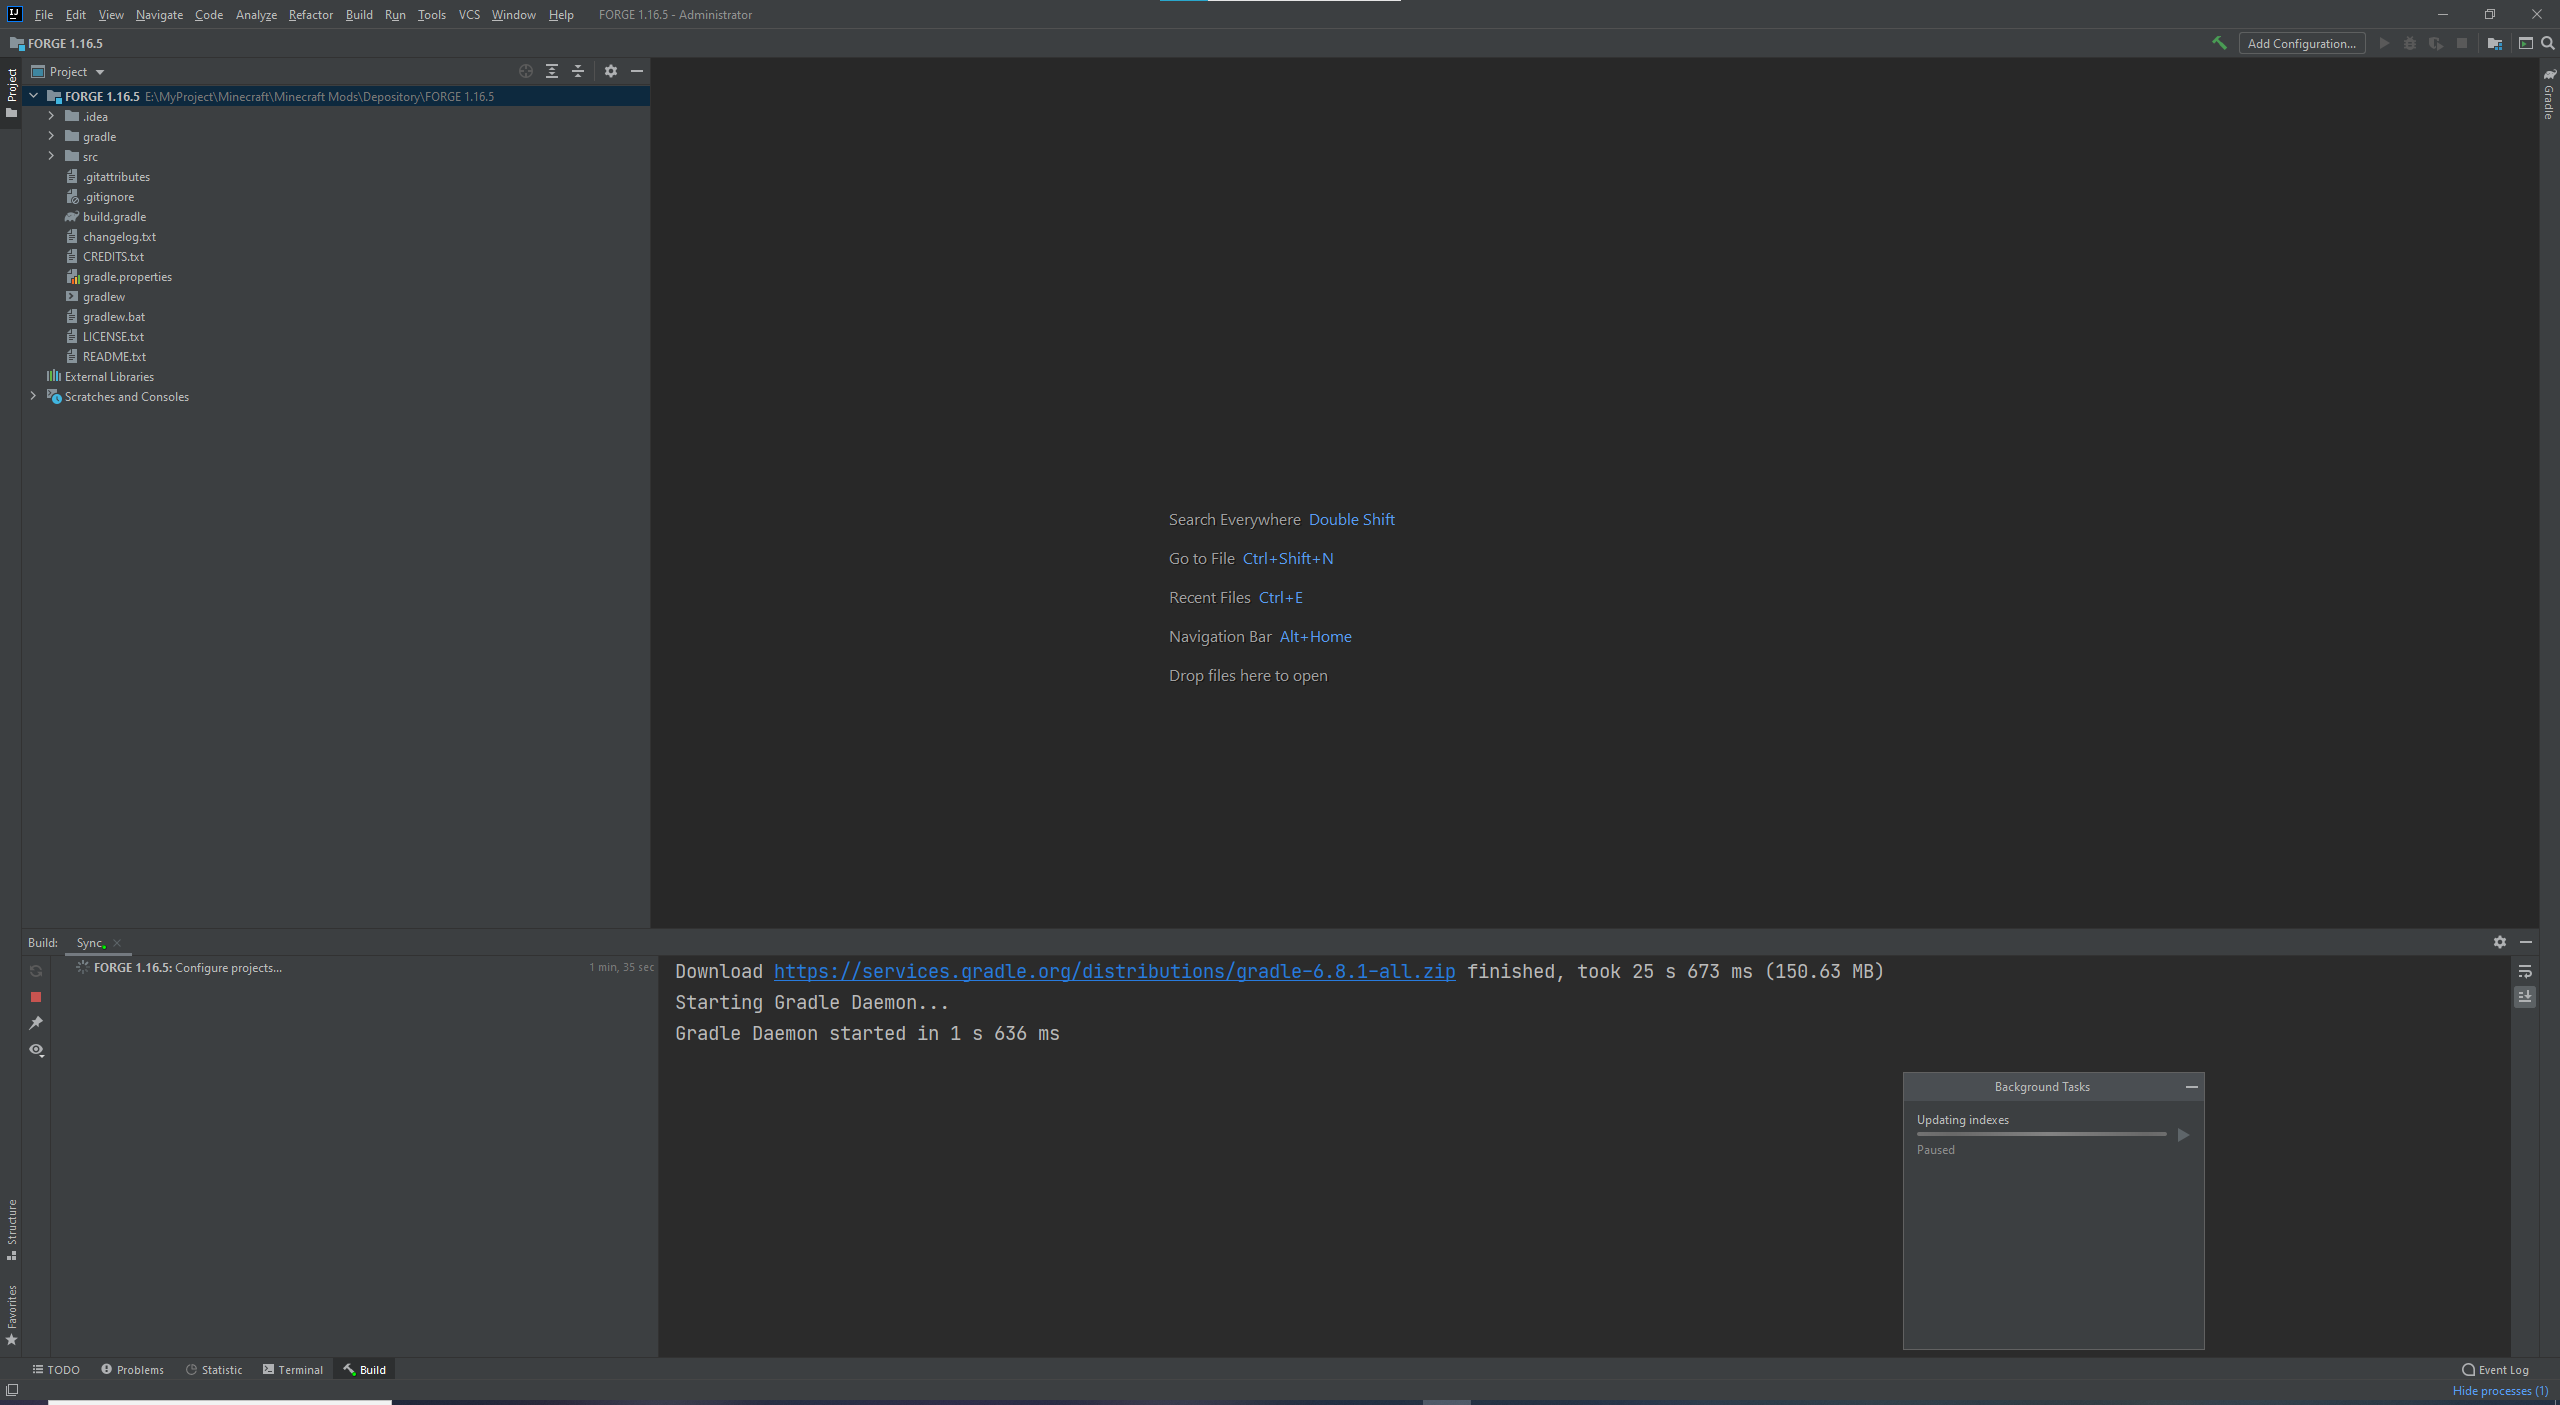 File Edit View Navigate Code Analyze Refactor Build Run Tools VCS Window Help FORGE 1.16.5 - Administrator
FORGE 1.16.5
Add Configuration...
Project
Project
Gradle
FORGE 1.16.5 E:\MyProject\Minecraft\Minecraft Mods\Depository\FORGE 1.16.5
.idea
gradle
src
.gitattributes
.gitignore
build.gradle
changelog.txt
CREDITS.txt
gradle.properties
gradlew
gradlew.bat
LICENSE.txt
README.txt
External Libraries
Scratches and Consoles
Search Everywhere Double Shift
Go to File Ctrl+Shift+N
Recent Files Ctrl+E
Navigation Bar Alt+Home
Drop files here to open
Build: Sync
FORGE 1.16.5: Configure projects... 1 min, 35 sec
Download https://services.gradle.org/distributions/gradle-6.8.1-all.zip finished, took 25 s 673 ms (150.63 MB)
Starting Gradle Daemon...
Gradle Daemon started in 1 s 636 ms
Background Tasks
Updating indexes
Paused
Structure
Favorites
TODO Problems Statistic Terminal Build Event Log
Hide processes (1)